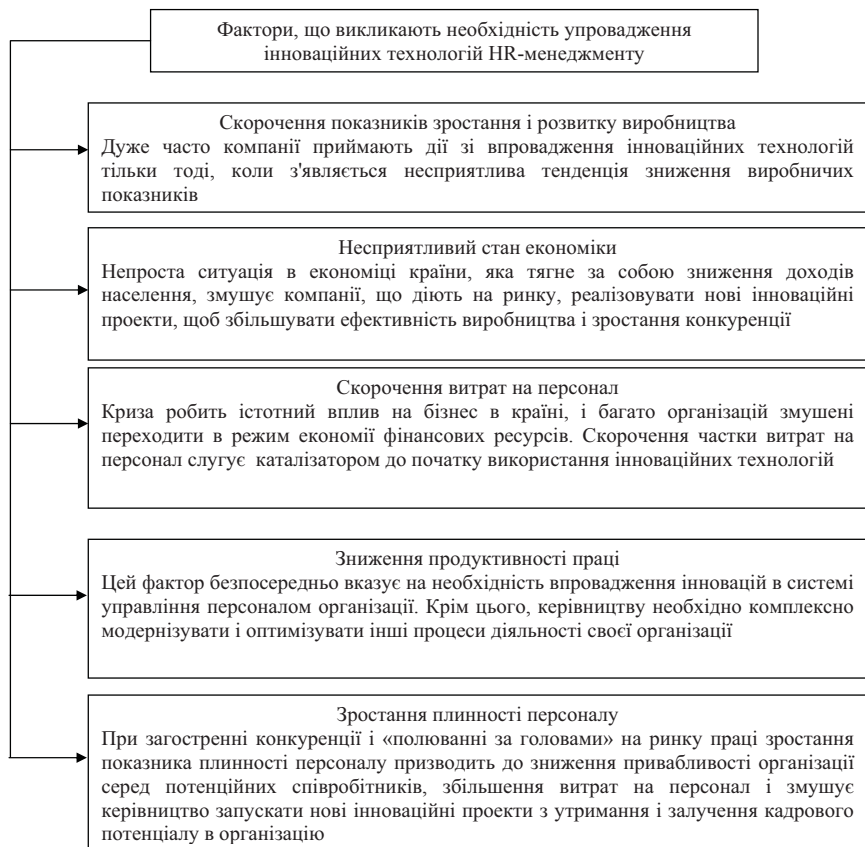 Фактори, що викликають необхідність упровадження
інноваційних технологій HR-менеджменту
Скорочення показників зростання і розвитку виробництва
Дуже часто компанії приймають дії зі впровадження інноваційних технологій
тільки тоді, коли з'являється несприятлива тенденція зниження виробничих
показників
Несприятливий стан економіки
Непроста ситуація в економіці країни, яка тягне за собою зниження доходів
населення, змушує компанії, що діють на ринку, реалізовувати нові інноваційні
проекти, щоб збільшувати ефективність виробництва і зростання конкуренції
Скорочення витрат на персонал
Криза робить істотний вплив на бізнес в країні, і багато організацій змушені
переходити в режим економії фінансових ресурсів. Скорочення частки витрат на
персонал слугує каталізатором до початку використання інноваційних технологій
Зниження продуктивності праці
Цей фактор безпосередньо вказує на необхідність впровадження інновацій в системі
управління персоналом організації. Крім цього, керівництву необхідно комплексно
модернізувати і оптимізувати інші процеси діяльності своєї організації
Зростання плинності персоналу
При загостренні конкуренції і «полюванні за головами» на ринку праці зростання
показника плинності персоналу призводить до зниження привабливості організації
серед потенційних співробітників, збільшення витрат на персонал і змушує
керівництво запускати нові інноваційні проекти з утримання і залучення кадрового
потенціалу в організацію